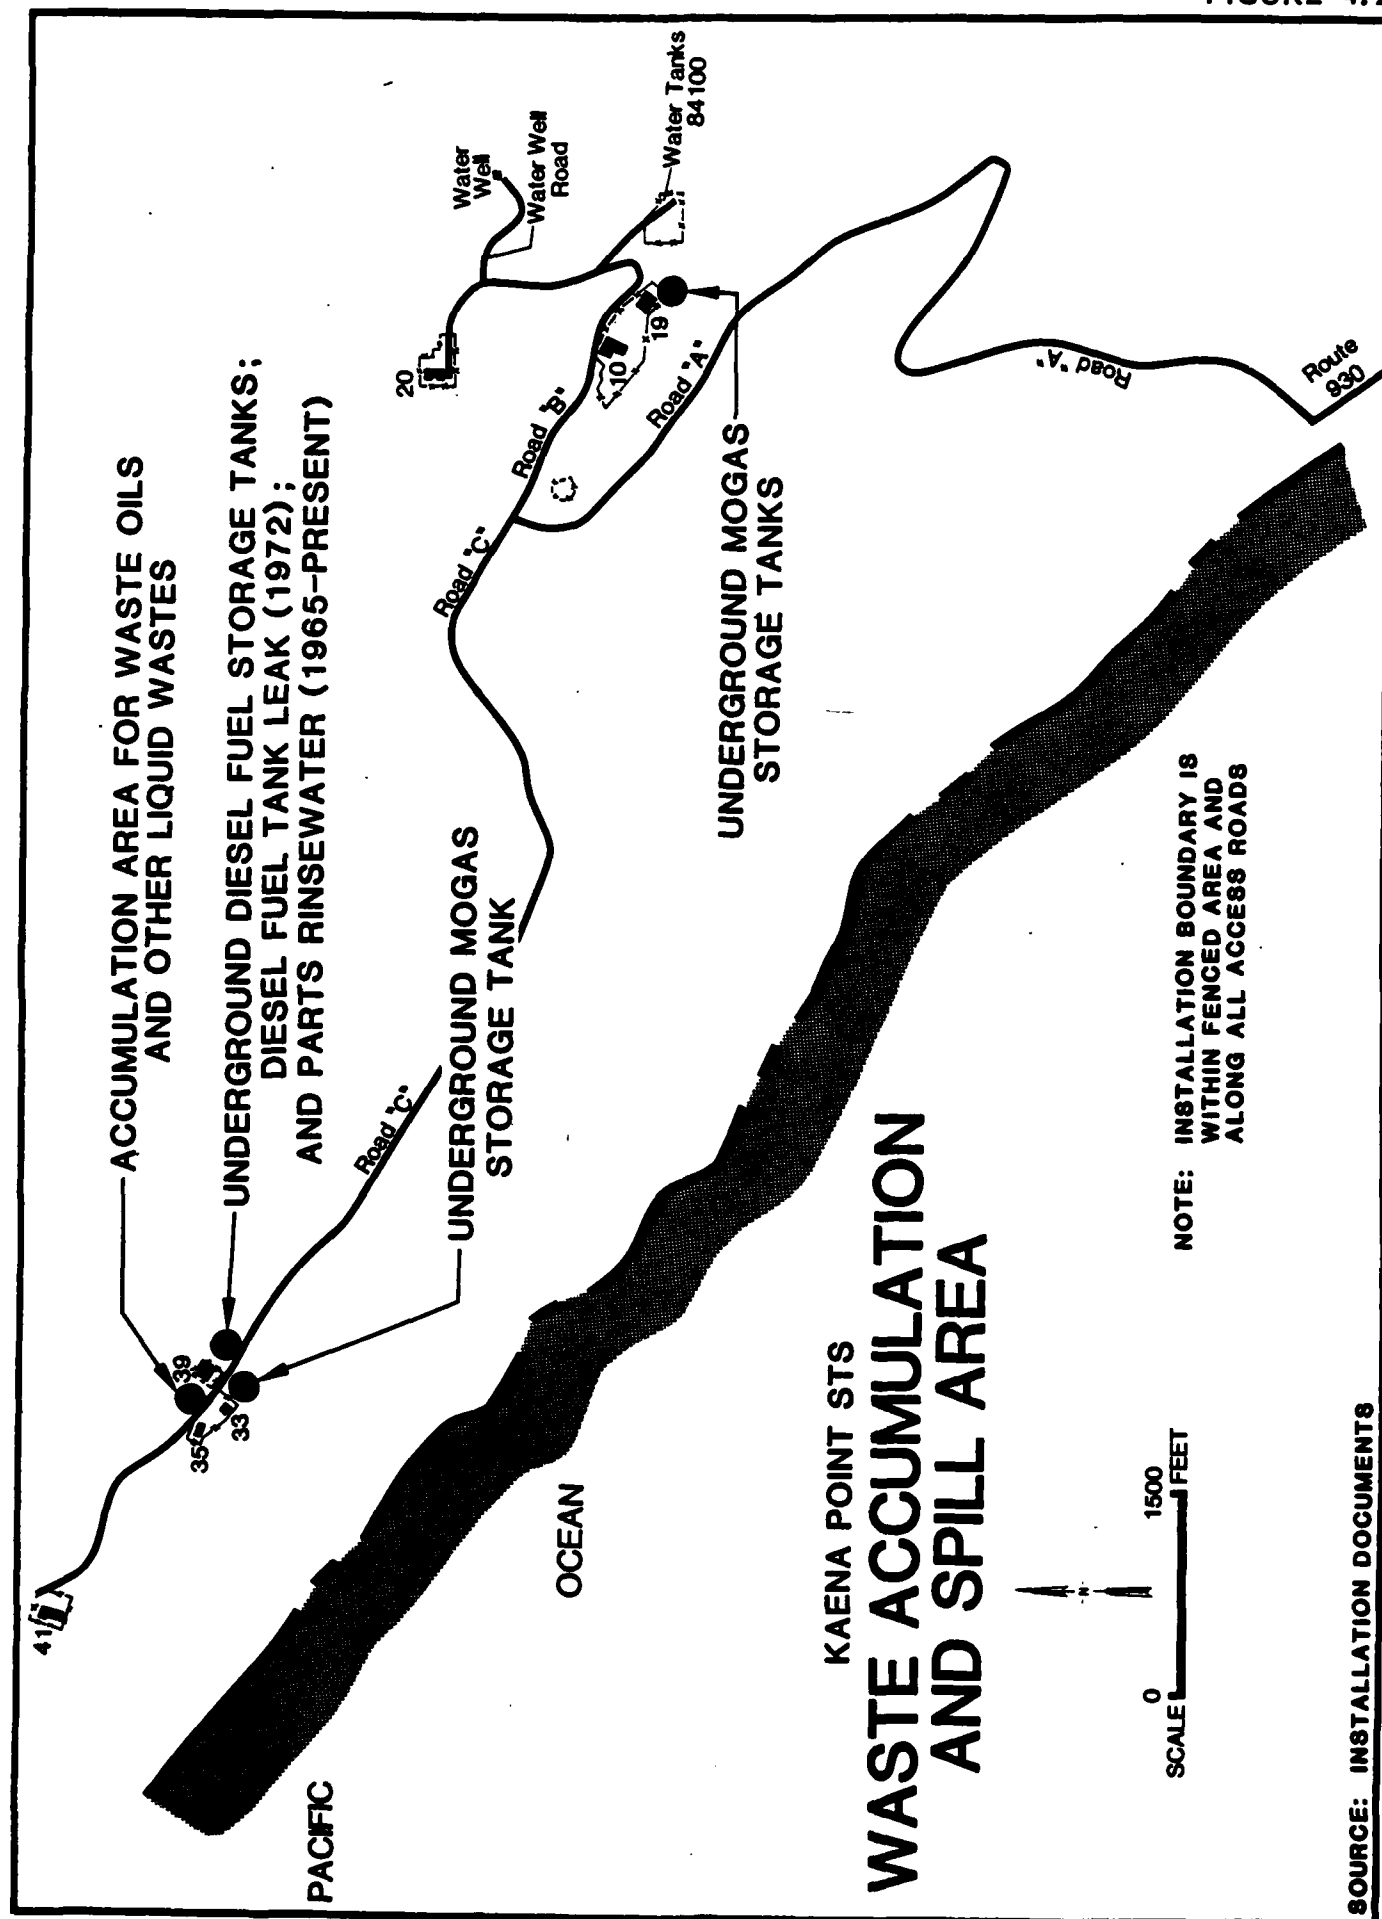 ACCUMULATION AREA FOR WASTE OILS
AND OTHER LIQUID WASTES
UNDERGROUND DIESEL FUEL STORAGE TANKS;
DIESEL FUEL TANK LEAK (1972);
AND PARTS RINSEWATER (1965-PRESENT)
UNDERGROUND MOGAS
STORAGE TANK
41
35
39
33
Road "C"
Road "C"
Road "B"
Road "A"
Road "A"
20
10
19
Water
Well
Water Well
Road
Water Tanks
84100
UNDERGROUND MOGAS
STORAGE TANKS
Route
930
PACIFIC
OCEAN
KAENA POINT STS
WASTE ACCUMULATION
AND SPILL AREA
N
SCALE
0
1500
FEET
NOTE: INSTALLATION BOUNDARY IS
WITHIN FENCED AREA AND
ALONG ALL ACCESS ROADS
SOURCE: INSTALLATION DOCUMENTS